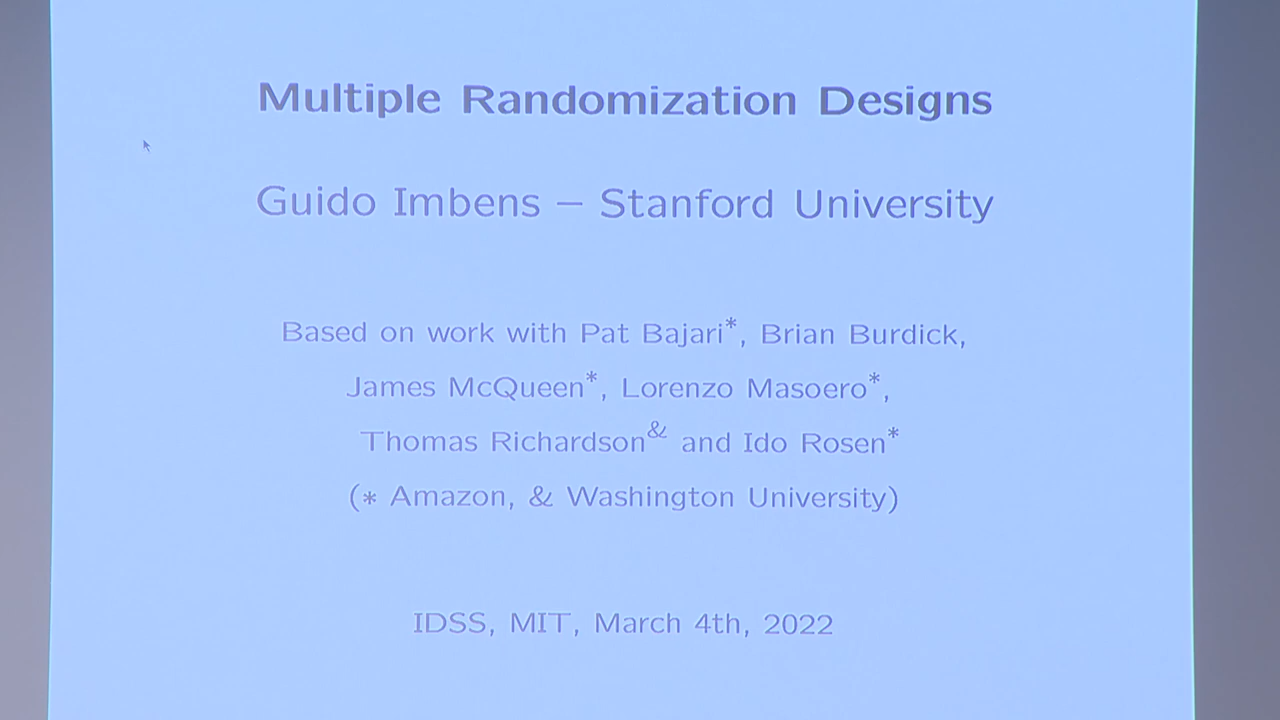 Multiple Randomization Designs
Guido Imbens – Stanford University
Based on work with Pat Bajari*, Brian Burdick,
James McQueen*, Lorenzo Masoero*,
Thomas Richardson& and Ido Rosen*
(* Amazon, & Washington University)
IDSS, MIT, March 4th, 2022